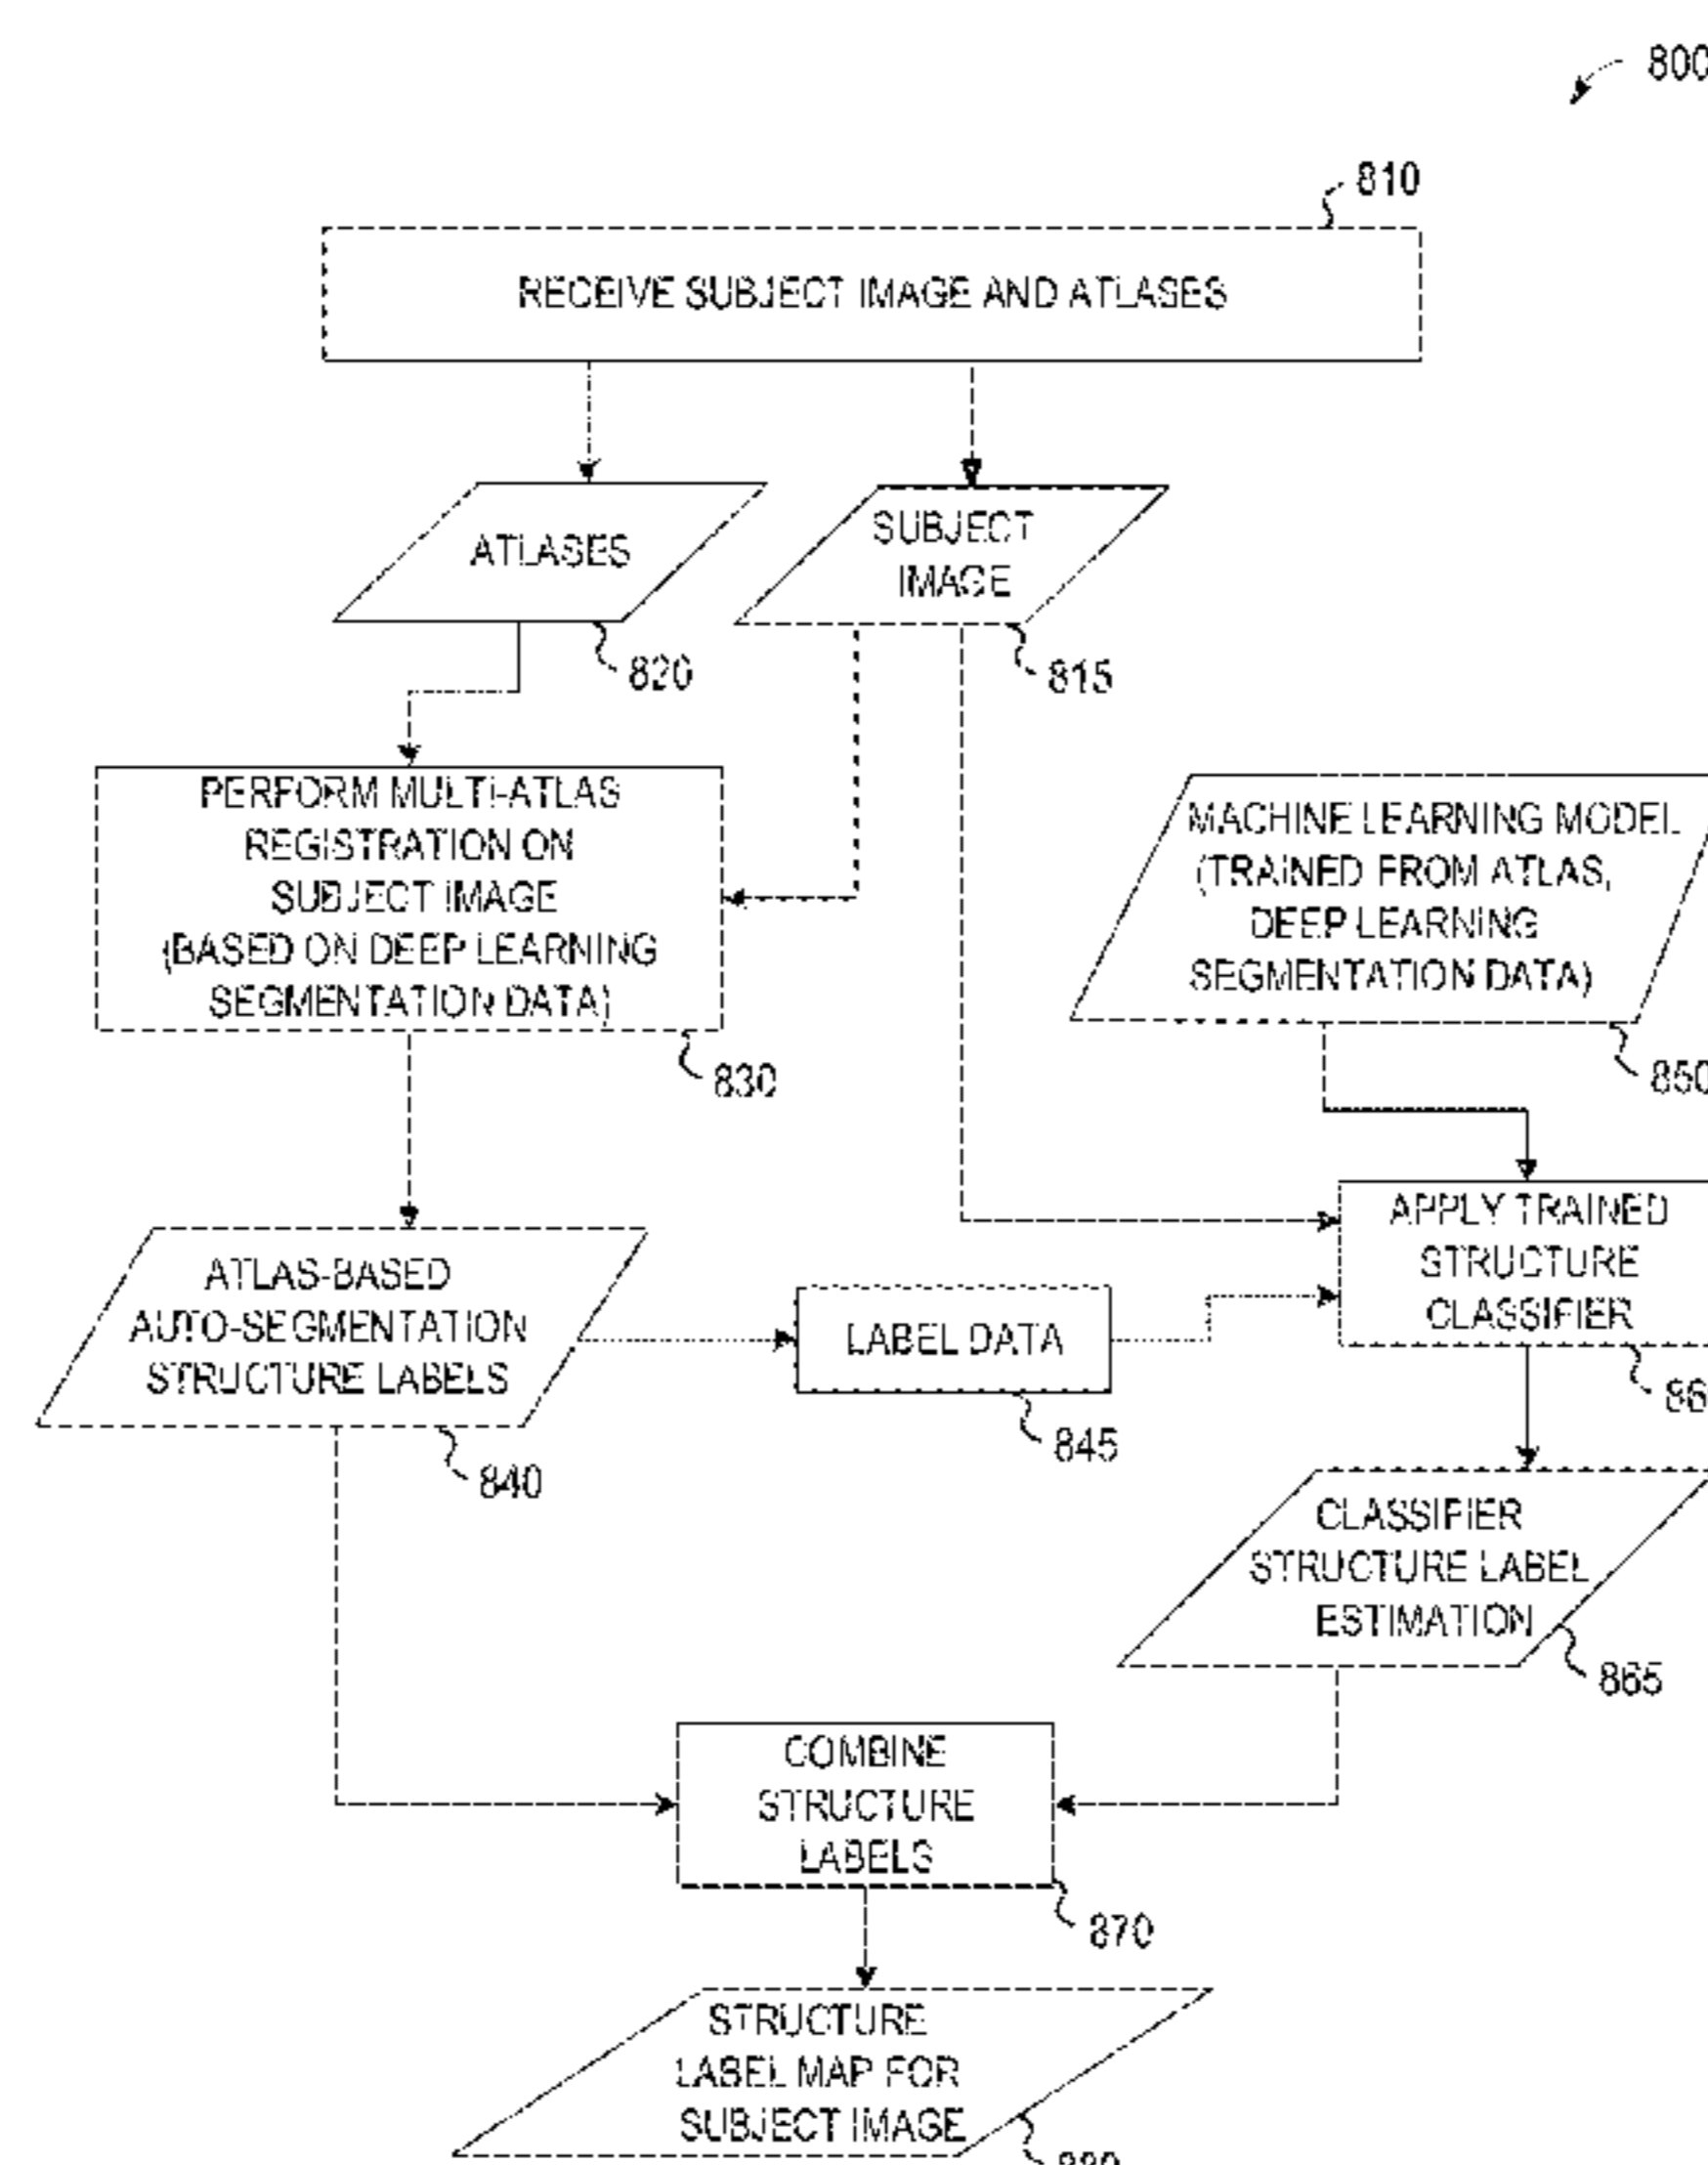 800
810
RECEIVE SUBJECT IMAGE AND ATLASES
ATLASES
820
SUBJECT
IMAGE
815
PERFORM MULTI-ATLAS
REGISTRATION ON
SUBJECT IMAGE
(BASED ON DEEP LEARNING
SEGMENTATION DATA)
830
MACHINE LEARNING MODEL
(TRAINED FROM ATLAS,
DEEP LEARNING
SEGMENTATION DATA)
850
APPLY TRAINED
STRUCTURE
CLASSIFIER
ATLAS-BASED
AUTO-SEGMENTATION
STRUCTURE LABELS
840
LABEL DATA
845
CLASSIFIER
STRUCTURE LABEL
ESTIMATION
865
COMBINE
STRUCTURE
LABELS
870
STRUCTURE
LABEL MAP FOR
SUBJECT IMAGE